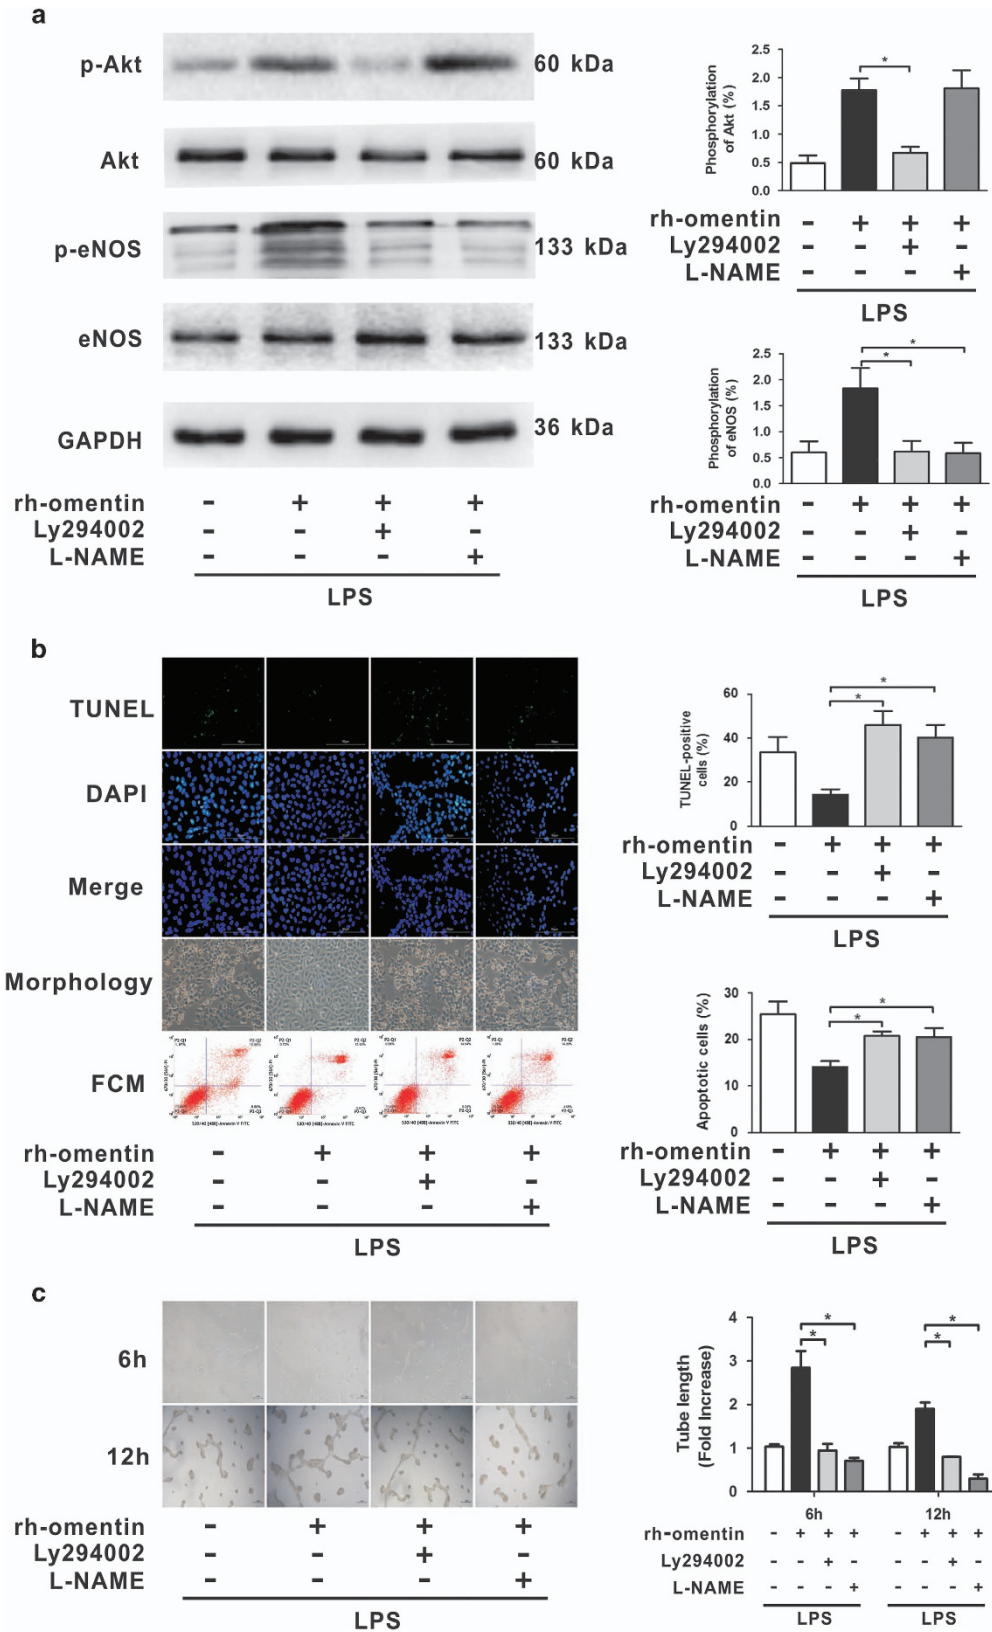 a
p-Akt
60 kDa
Akt
60 kDa
p-eNOS
133 kDa
eNOS
133 kDa
GAPDH
36 kDa
rh-omentin - + + +
Ly294002 - - + -
L-NAME - - - +
LPS
Phosphorylation
of Akt (%)
2.5
2.0
1.5
1.0
0.5
0.0
*
rh-omentin - + + +
Ly294002 - - + -
L-NAME - - - +
LPS
Phosphorylation
of eNOS (%)
2.5
2.0
1.5
1.0
0.5
0.0
*
*
rh-omentin - + + +
Ly294002 - - + -
L-NAME - - - +
LPS
b
TUNEL
DAPI
Merge
Morphology
FCM
rh-omentin - + + +
Ly294002 - - + -
L-NAME - - - +
LPS
TUNEL-positive
cells (%)
60
40
20
0
*
*
rh-omentin - + + +
Ly294002 - - + -
L-NAME - - - +
LPS
Apoptotic cells (%)
30
20
10
0
*
*
rh-omentin - + + +
Ly294002 - - + -
L-NAME - - - +
LPS
c
6h
12h
rh-omentin - + + +
Ly294002 - - + -
L-NAME - - - +
LPS
Tube length
(Fold Increase)
4
3
2
1
0
*
*
*
*
6h 12h
rh-omentin - + + + - + + +
Ly294002 - - + - - - + -
L-NAME - - - + - - - +
LPS LPS